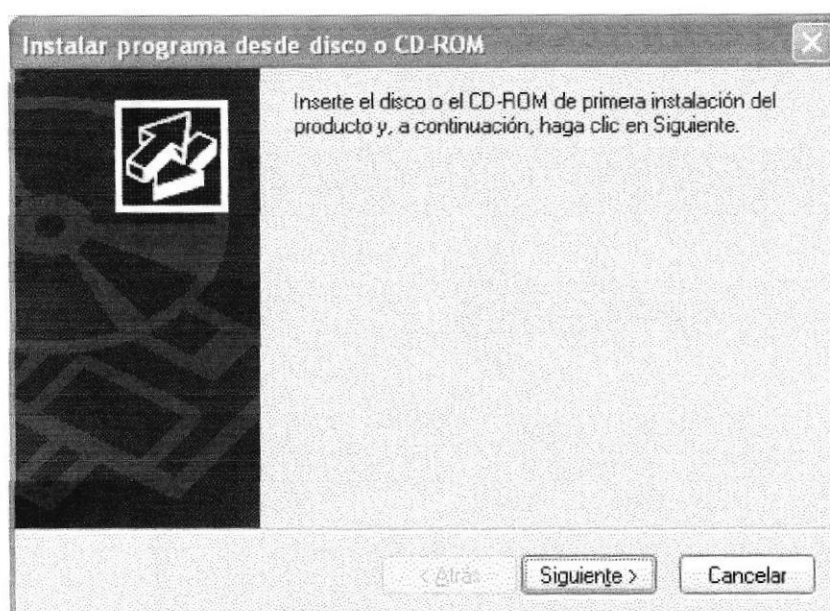 Instalar programa desde disco o CD-ROM
Inserte el disco o el CD-ROM de primera instalación del
producto y, a continuación, haga clic en Siguiente.
< Atrás
Siguiente >
Cancelar